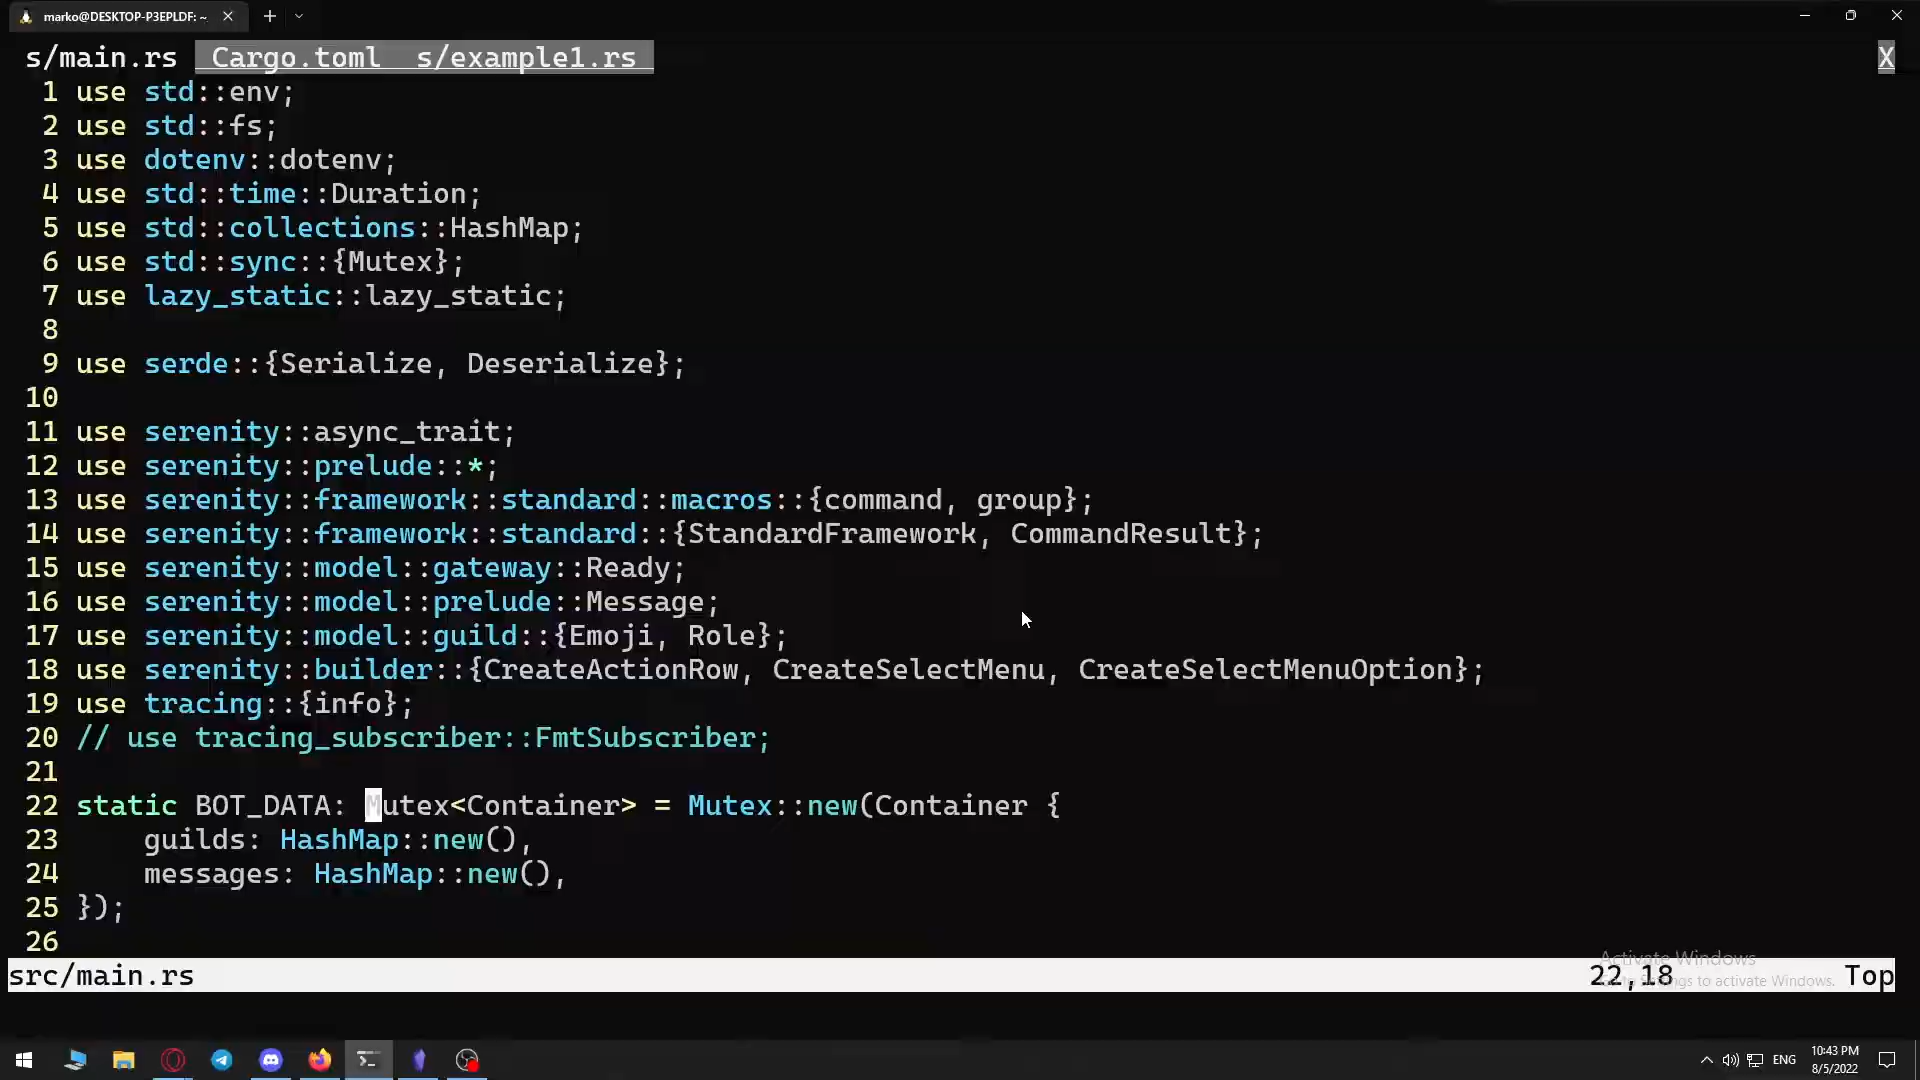 marko@DESKTOP-P3EPLDF: ~
s/main.rs Cargo.toml s/example1.rs X
1 use std::env;
2 use std::fs;
3 use dotenv::dotenv;
4 use std::time::Duration;
5 use std::collections::HashMap;
6 use std::sync::{Mutex};
7 use lazy_static::lazy_static;
8
9 use serde::{Serialize, Deserialize};
10
11 use serenity::async_trait;
12 use serenity::prelude::*;
13 use serenity::framework::standard::macros::{command, group};
14 use serenity::framework::standard::{StandardFramework, CommandResult};
15 use serenity::model::gateway::Ready;
16 use serenity::model::prelude::Message;
17 use serenity::model::guild::{Emoji, Role};
18 use serenity::builder::{CreateActionRow, CreateSelectMenu, CreateSelectMenuOption};
19 use tracing::{info};
20 // use tracing_subscriber::FmtSubscriber;
21
22 static BOT_DATA: Mutex<Container> = Mutex::new(Container {
23     guilds: HashMap::new(),
24     messages: HashMap::new(),
25 });
26
Activate Windows
src/main.rs 22,18 Top
Go to Settings to activate Windows.
ENG
10:43 PM
8/5/2022